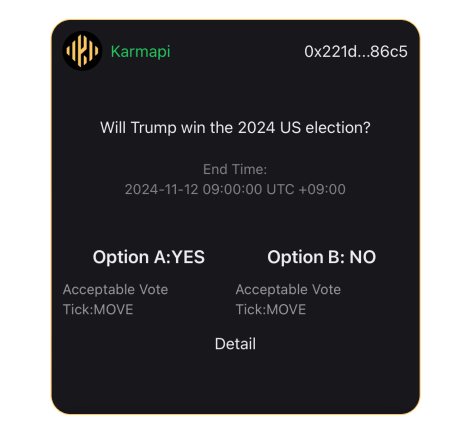 Karmapi
0x221d...86c5
Will Trump win the 2024 US election?
End Time:
2024-11-12 09:00:00 UTC +09:00
Option A:YES
Option B: NO
Acceptable Vote
Tick:MOVE
Acceptable Vote
Tick:MOVE
Detail